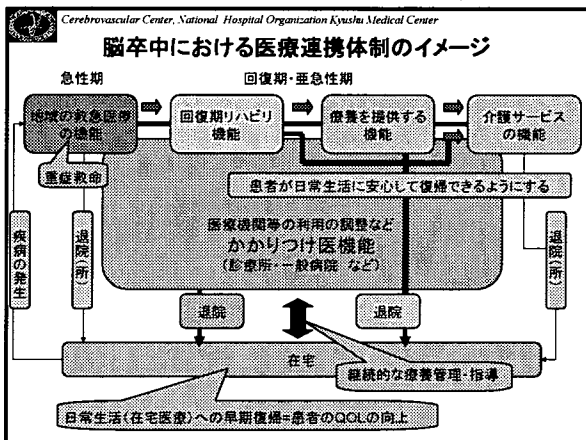 Cerebrovascular Center, National Hospital Organization Kyushu Medical Center
脳卒中における医療連携体制のイメージ
急性期
回復期・亜急性期
地域の救急医療
の機能
回復期リハビリ
機能
療養を提供する
機能
介護サービス
の機能
重症救命
患者が日常生活に安心して復帰できるようにする
医療機関等の利用の調整など
かかりつけ医機能
(診療所・一般病院 など)
疾病の発生
退院(所)
退院(所)
退院
退院
在宅
継続的な療養管理・指導
日常生活(在宅医療)への早期復帰=患者のQOLの向上